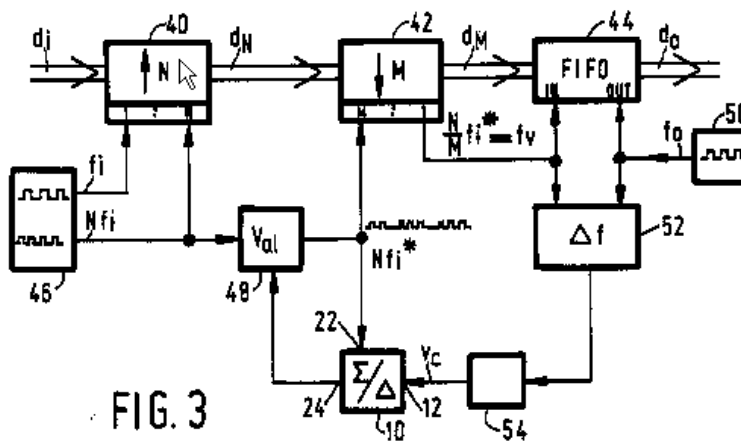 40
42
44
di
↑ N
dN
↓ M
dM
FIFO
do
IN
OUT
N/M fi* = fv
fo
fi
Nfi
46
Val
48
Nfi*
Δf
52
22
Σ/Δ
24
12
10
Vc
54
FIG. 3